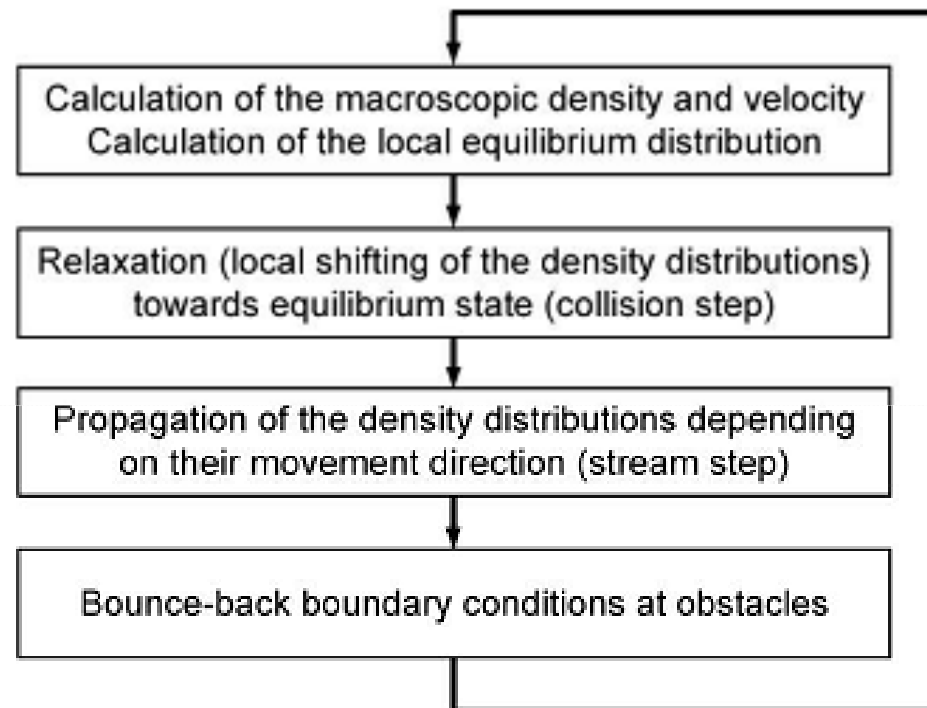 Calculation of the macroscopic density and velocity
Calculation of the local equilibrium distribution
Relaxation (local shifting of the density distributions)
towards equilibrium state (collision step)
Propagation of the density distributions depending
on their movement direction (stream step)
Bounce-back boundary conditions at obstacles